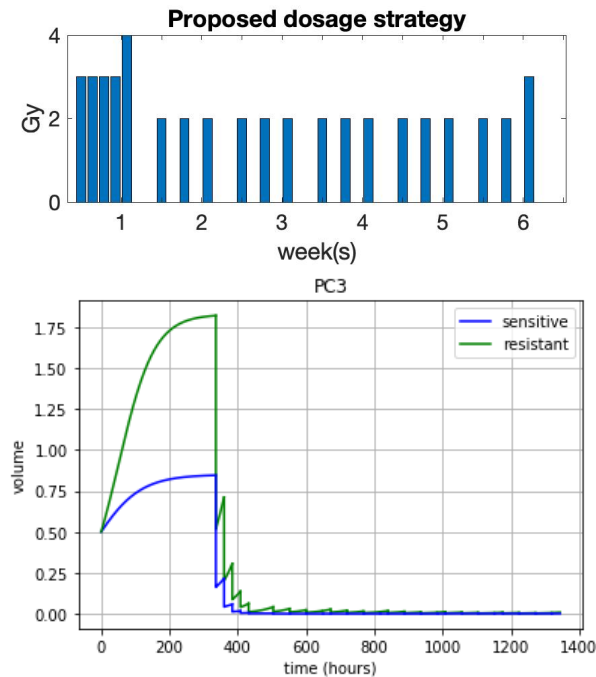 Proposed dosage strategy
4
2
0
Gy
1 2 3 4 5 6
week(s)
PC3
1.75
1.50
1.25
1.00
0.75
0.50
0.25
0.00
volume
sensitive
resistant
0 200 400 600 800 1000 1200 1400
time (hours)